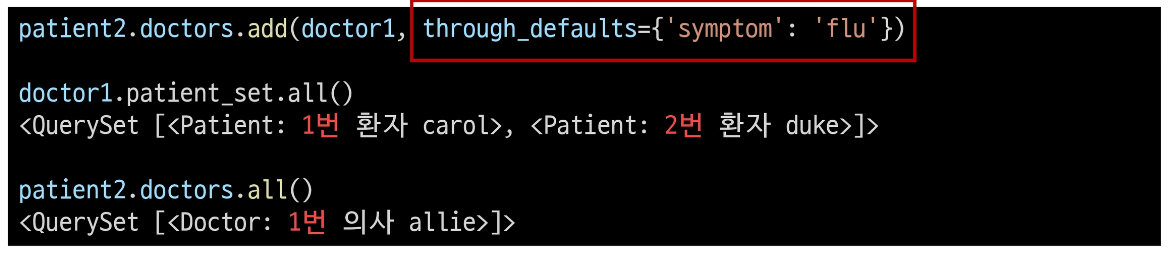 patient2.doctors.add(doctor1, through_defaults={'symptom': 'flu'})
doctor1.patient_set.all()
<QuerySet [<Patient: 1번 환자 carol>, <Patient: 2번 환자 duke>]>
patient2.doctors.all()
<QuerySet [<Doctor: 1번 의사 allie>]>